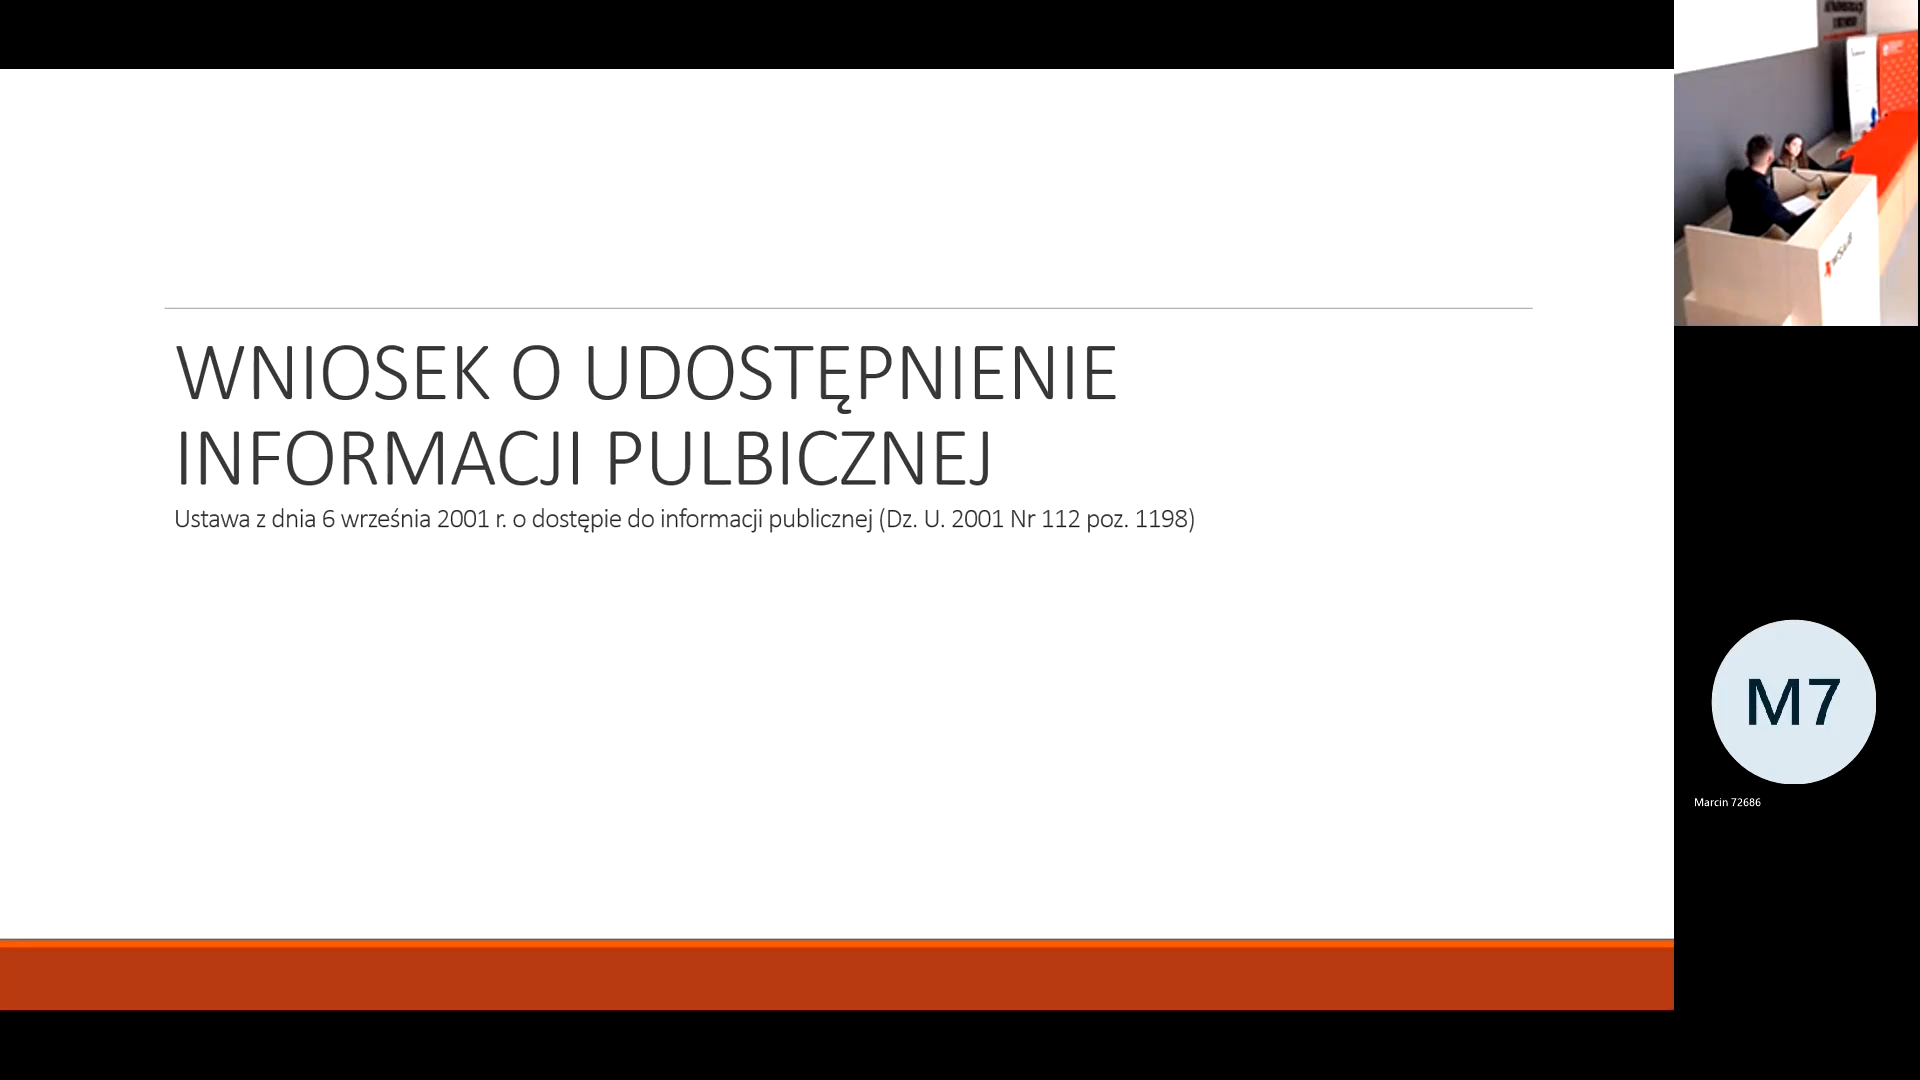 WNIOSEK O UDOSTĘPNIENIE
INFORMACJI PULBICZNEJ
Ustawa z dnia 6 września 2001 r. o dostępie do informacji publicznej (Dz. U. 2001 Nr 112 poz. 1198)
M7
Marcin 72686